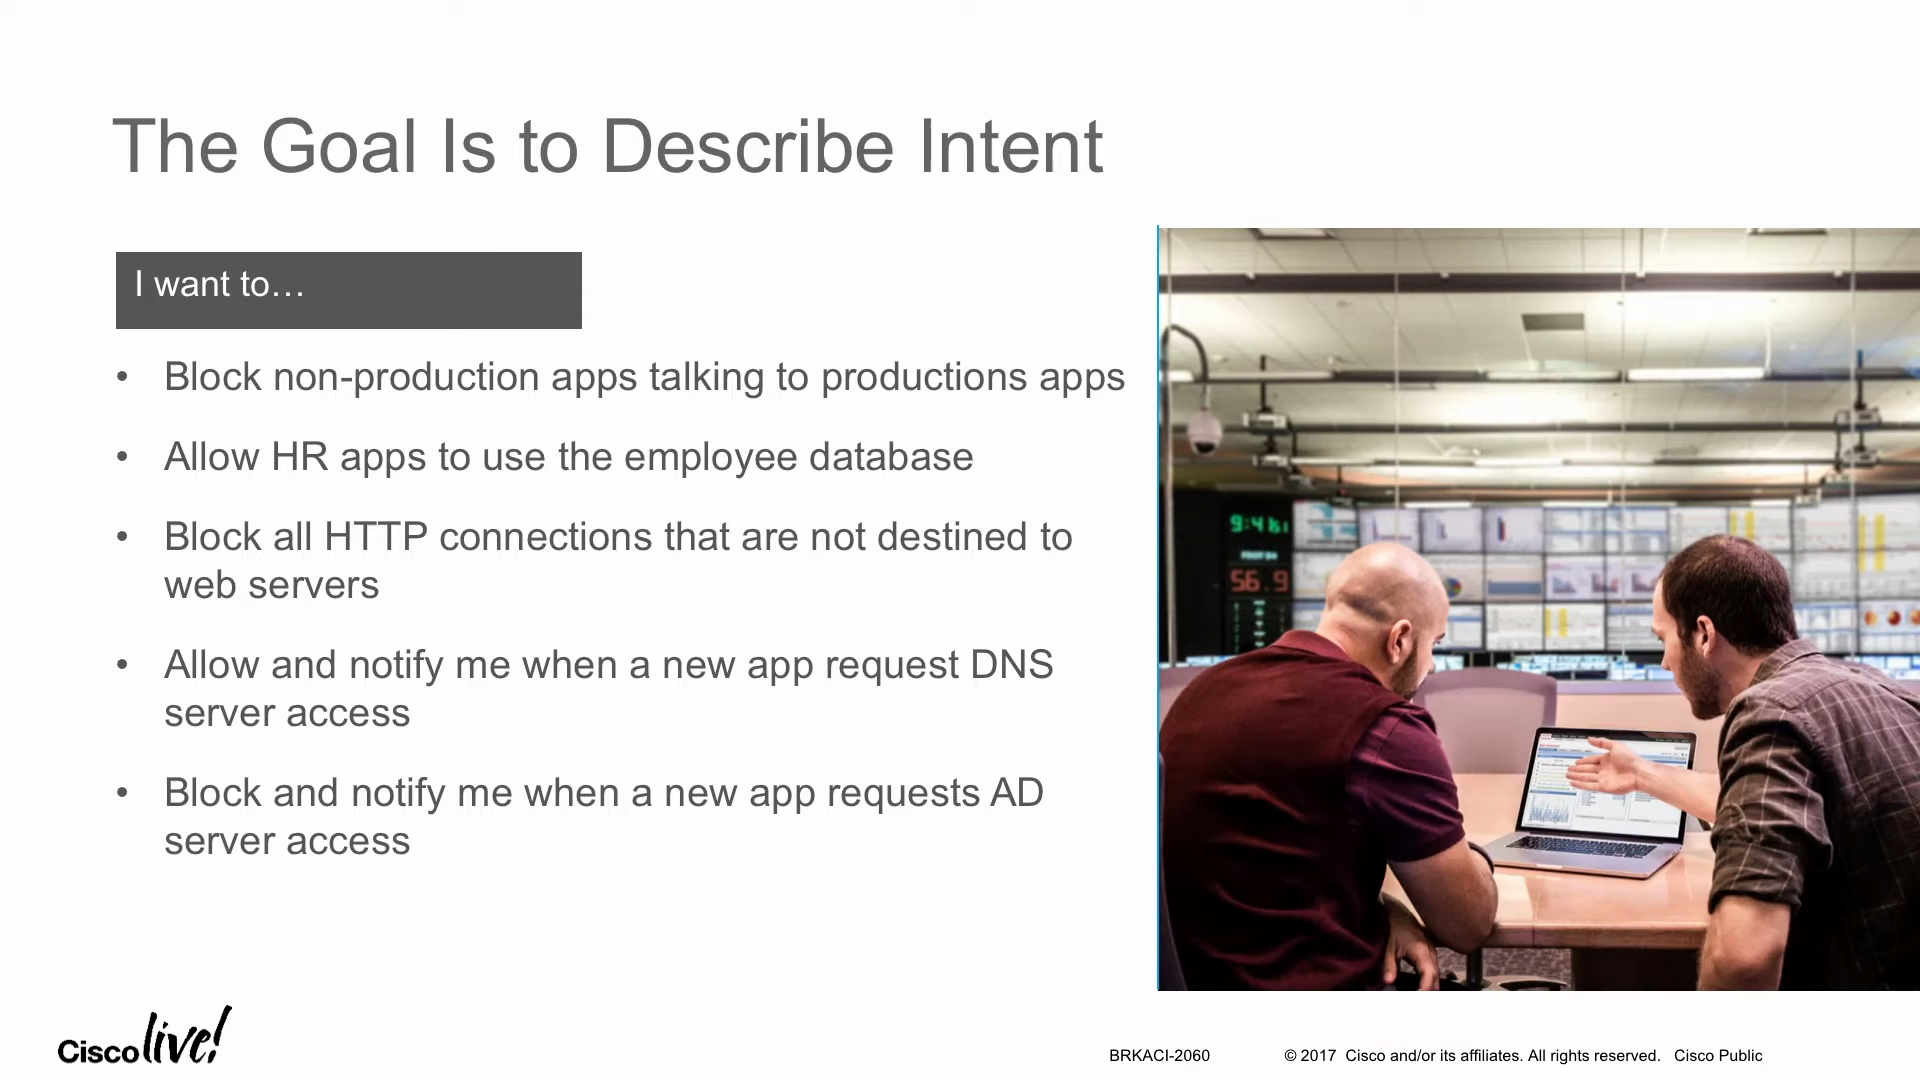 The Goal Is to Describe Intent
I want to…
• Block non-production apps talking to productions apps
• Allow HR apps to use the employee database
• Block all HTTP connections that are not destined to
web servers
• Allow and notify me when a new app request DNS
server access
• Block and notify me when a new app requests AD
server access
56.9
Cisco live!
BRKACI-2060
© 2017 Cisco and/or its affiliates. All rights reserved. Cisco Public